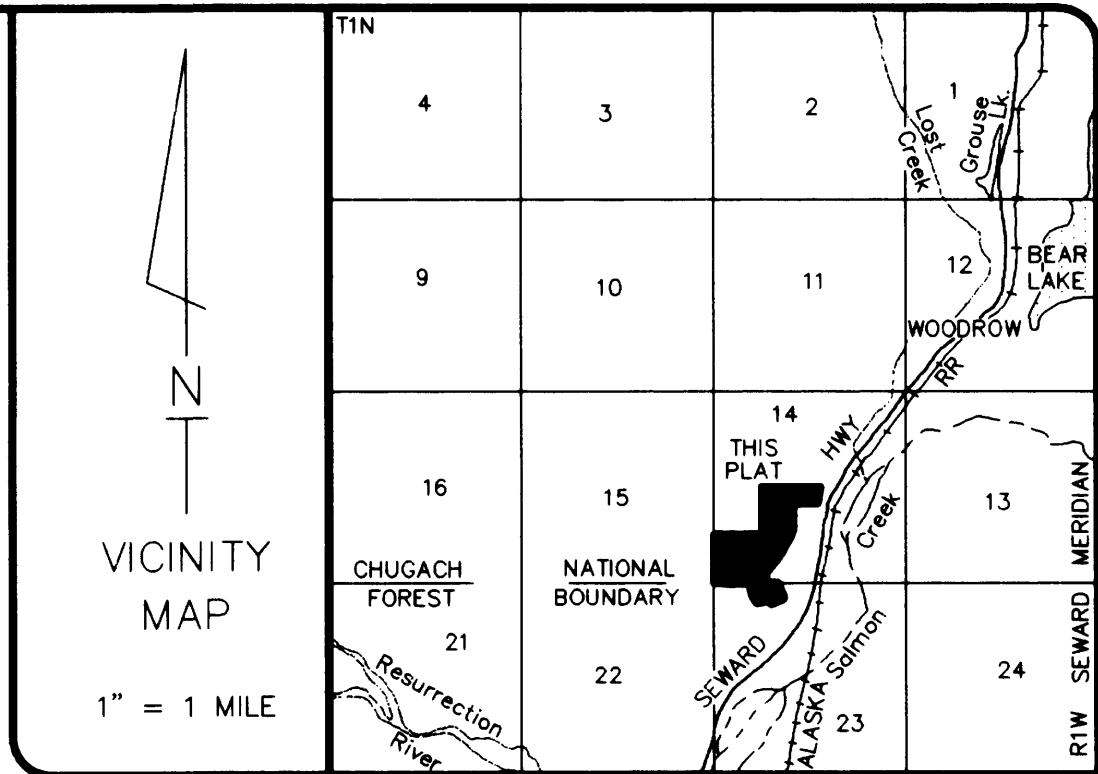 T1N
4
3
2
1
Lost
Creek
Grouse
Lk.
9
10
11
12
BEAR
LAKE
WOODROW
RR
N
14
THIS
PLAT
HWY
16
15
13
Creek
VICINITY
MAP
1" = 1 MILE
CHUGACH
FOREST
NATIONAL
BOUNDARY
21
22
23
24
Resurrection
River
SEWARD
ALASKA
Salmon
R1W SEWARD MERIDIAN